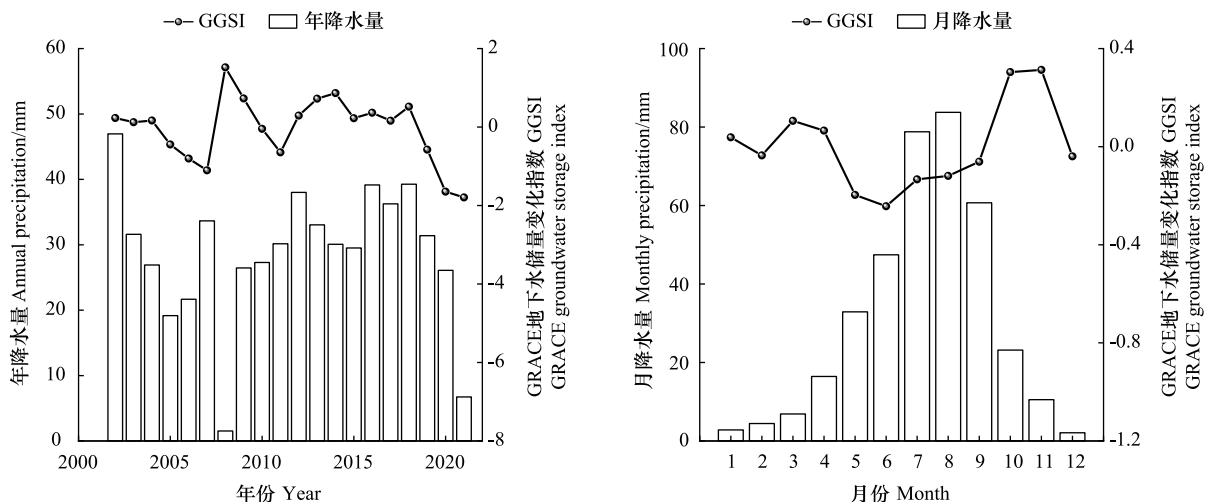 GGSI 年降水量
60
50
40
30
20
10
0
年降水量 Annual precipitation/mm
2
0
-2
-4
-6
-8
GRACE地下水储量变化指数 GGSI
GRACE groundwater storage index
2000 2005 2010 2015 2020
年份 Year
GGSI 月降水量
100
80
60
40
20
0
月降水量 Monthly precipitation/mm
0.4
0.0
-0.4
-0.8
-1.2
GRACE地下水储量变化指数 GGSI
GRACE groundwater storage index
1 2 3 4 5 6 7 8 9 10 11 12
月份 Month